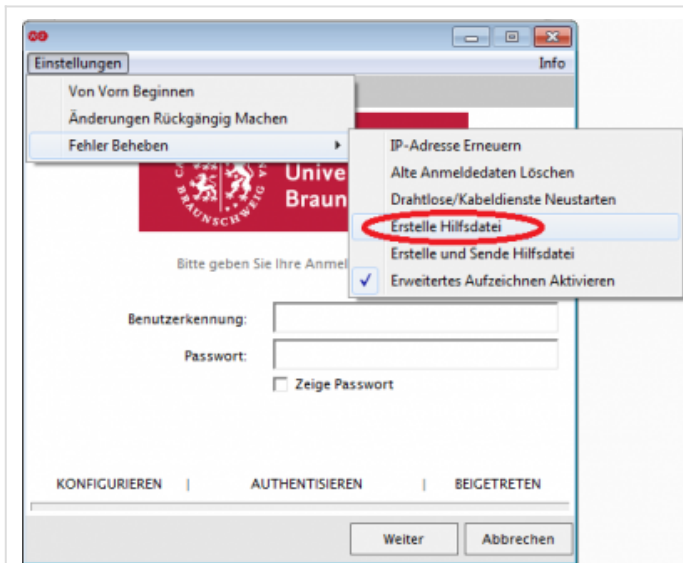 Einstellungen
Info
Von Vorn Beginnen
Änderungen Rückgängig Machen
Fehler Beheben
IP-Adresse Erneuern
Alte Anmeldedaten Löschen
Drahtlose/Kabeldienste Neustarten
Erstelle Hilfsdatei
Erstelle und Sende Hilfsdatei
Erweitertes Aufzeichnen Aktivieren
BRAUNSCHWEIG
Unive
Braun
Bitte geben Sie Ihre Anmel
Benutzerkennung:
Passwort:
Zeige Passwort
KONFIGURIEREN | AUTHENTISIEREN | BEIGETRETEN
Weiter Abbrechen